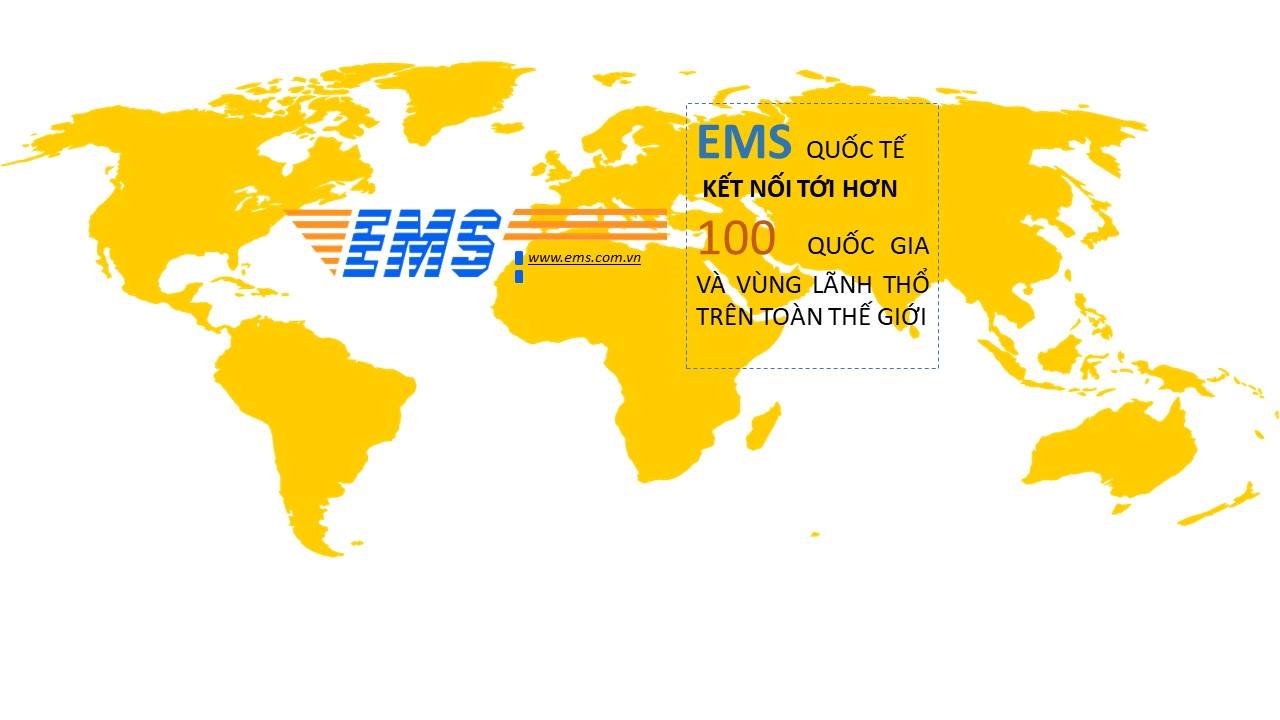 EMS QUỐC TẾ
KẾT NỐI TỚI HƠN
100 QUỐC GIA
VÀ VÙNG LÃNH THỔ
TRÊN TOÀN THẾ GIỚI
EMS
www.ems.com.vn